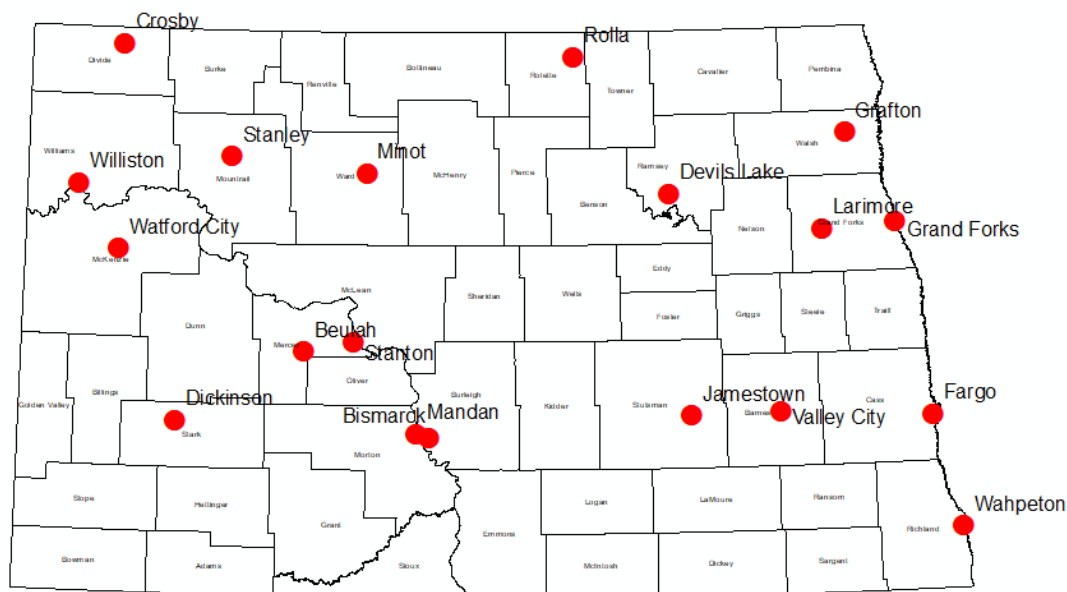 Crosby
Rolla
Divide
Burke
Renville
Bottineau
Rolette
Towner
Cavalier
Pembina
Grafton
Stanley
Minot
Walsh
Williams
Williston
Mountrail
Ward
McHenry
Pierce
Ramsey
Devils Lake
Benson
Larimore
Grand Forks
Nelson
Grand Forks
Watford City
McKenzie
McLean
Sheridan
Wells
Eddy
Foster
Griggs
Steele
Traill
Dunn
Beulah
Mercer
Stanton
Oliver
Golden Valley
Billings
Dickinson
Stark
Bismarck
Mandan
Burleigh
Kidder
Stutsman
Jamestown
Barnes
Valley City
Cass
Fargo
Morton
Slope
Hettinger
Grant
Emmons
Logan
LaMoure
Ransom
Richland
Wahpeton
Bowman
Adams
Sioux
McIntosh
Dickey
Sargent